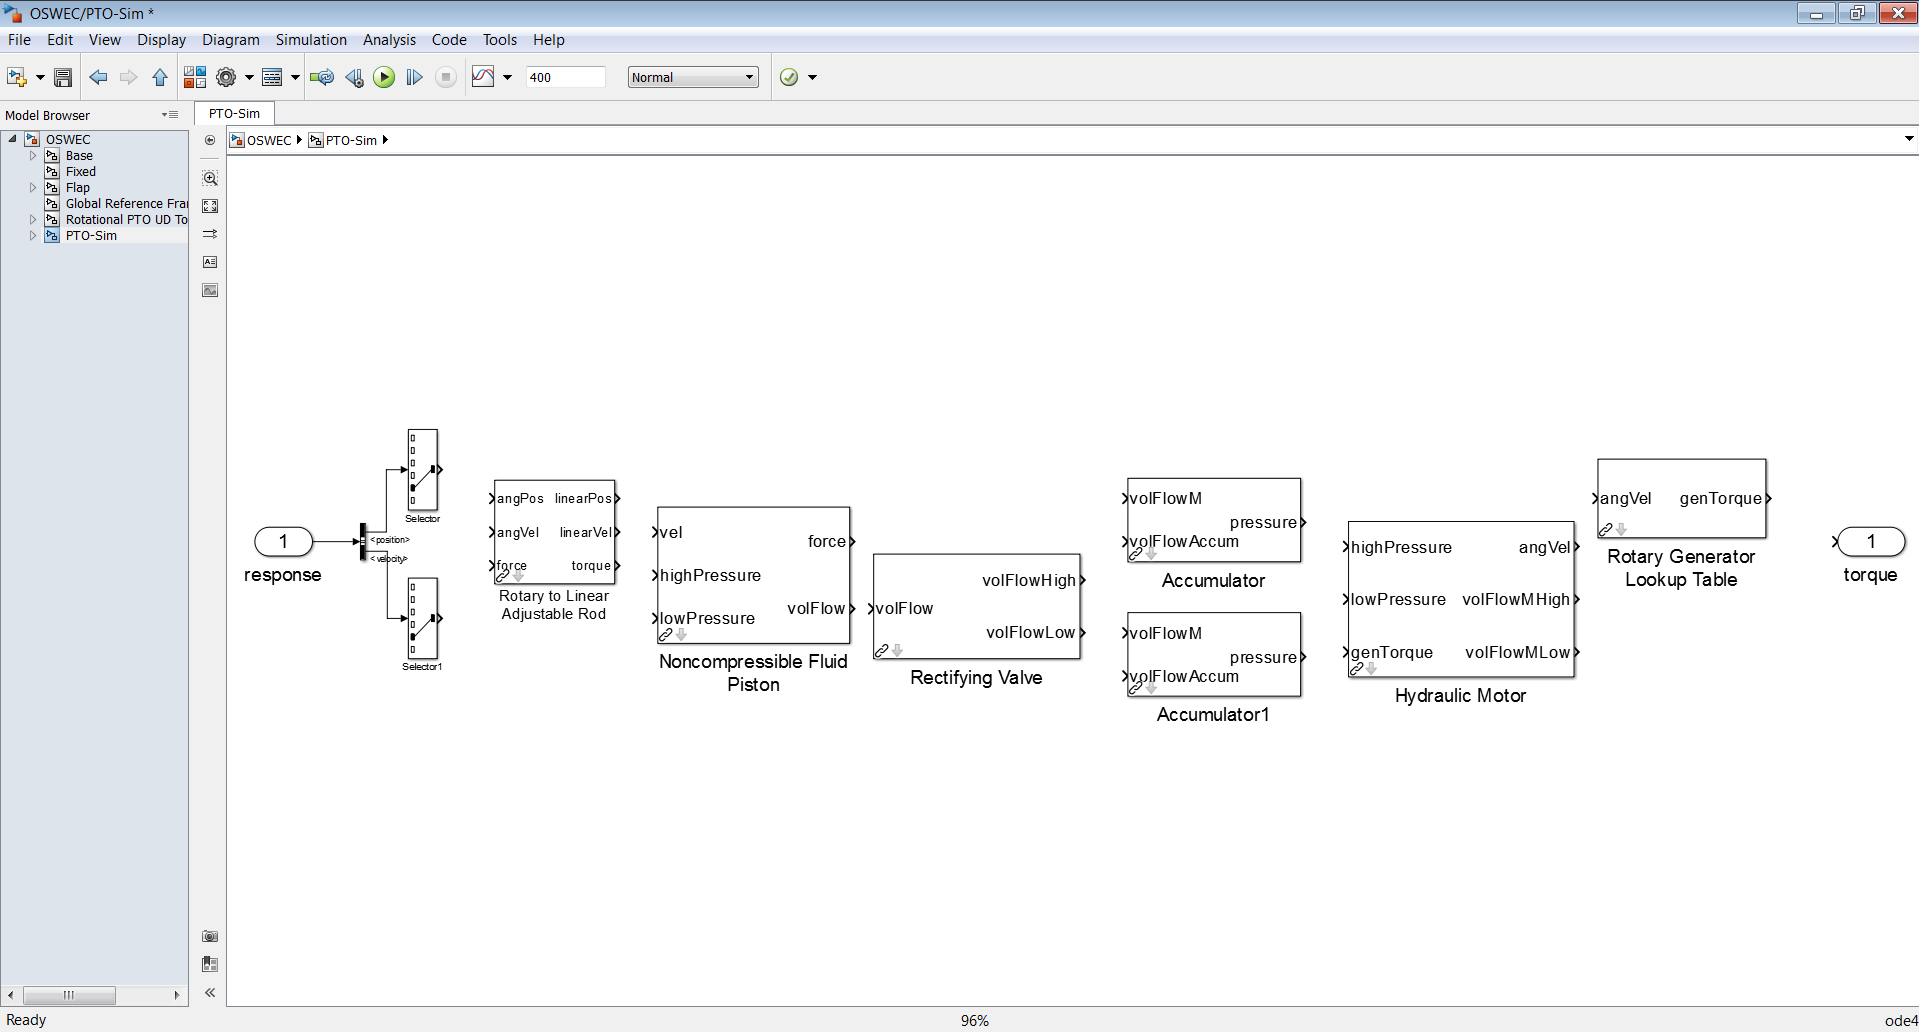 OSWEC/PTO-Sim *
File Edit View Display Diagram Simulation Analysis Code Tools Help
400
Normal
Model Browser
PTO-Sim
OSWEC
Base
Fixed
Flap
Global Reference Fra
Rotational PTO UD To
PTO-Sim
OSWEC PTO-Sim
1
response
<position>
<velocity>
Selector
Selector1
angPos linearPos
angVel linearVel
force torque
Rotary to Linear
Adjustable Rod
vel
force
highPressure
volFlow
lowPressure
Noncompressible Fluid
Piston
volFlowHigh
volFlow
volFlowLow
Rectifying Valve
volFlowM
pressure
volFlowAccum
Accumulator
volFlowM
pressure
volFlowAccum
Accumulator1
highPressure angVel
lowPressure volFlowMHigh
genTorque volFlowMLow
Hydraulic Motor
angVel genTorque
Rotary Generator
Lookup Table
1
torque
Ready
96%
ode4